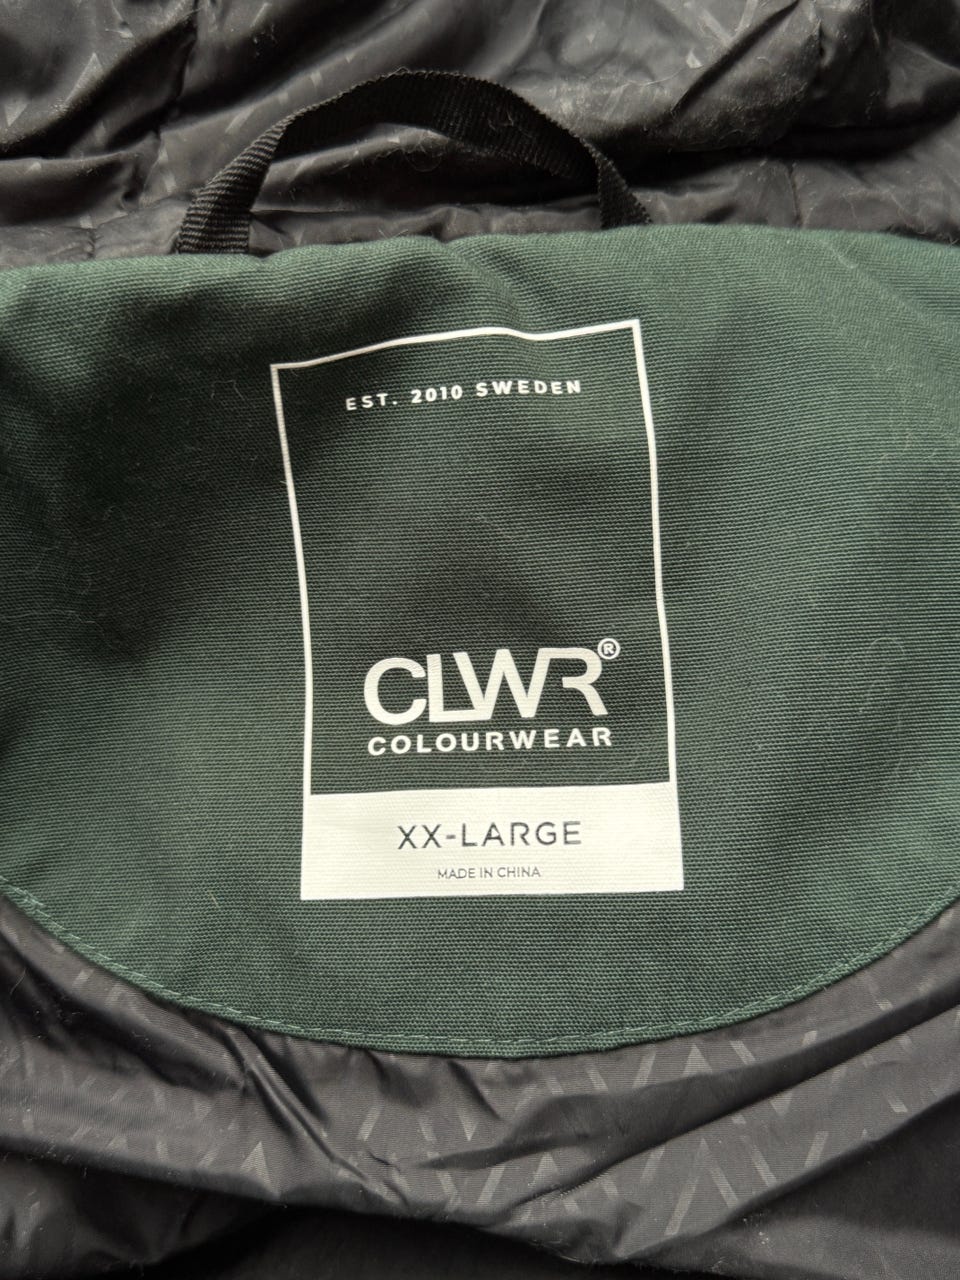 EST. 2010 SWEDEN
CLWR®
COLOURWEAR
XX-LARGE
MADE IN CHINA